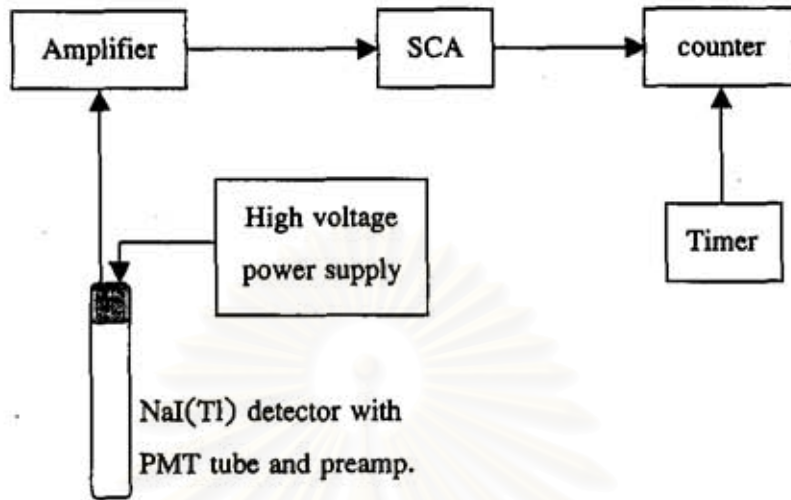 Amplifier
SCA
counter
High voltage
power supply
Timer
NaI(Tl) detector with
PMT tube and preamp.